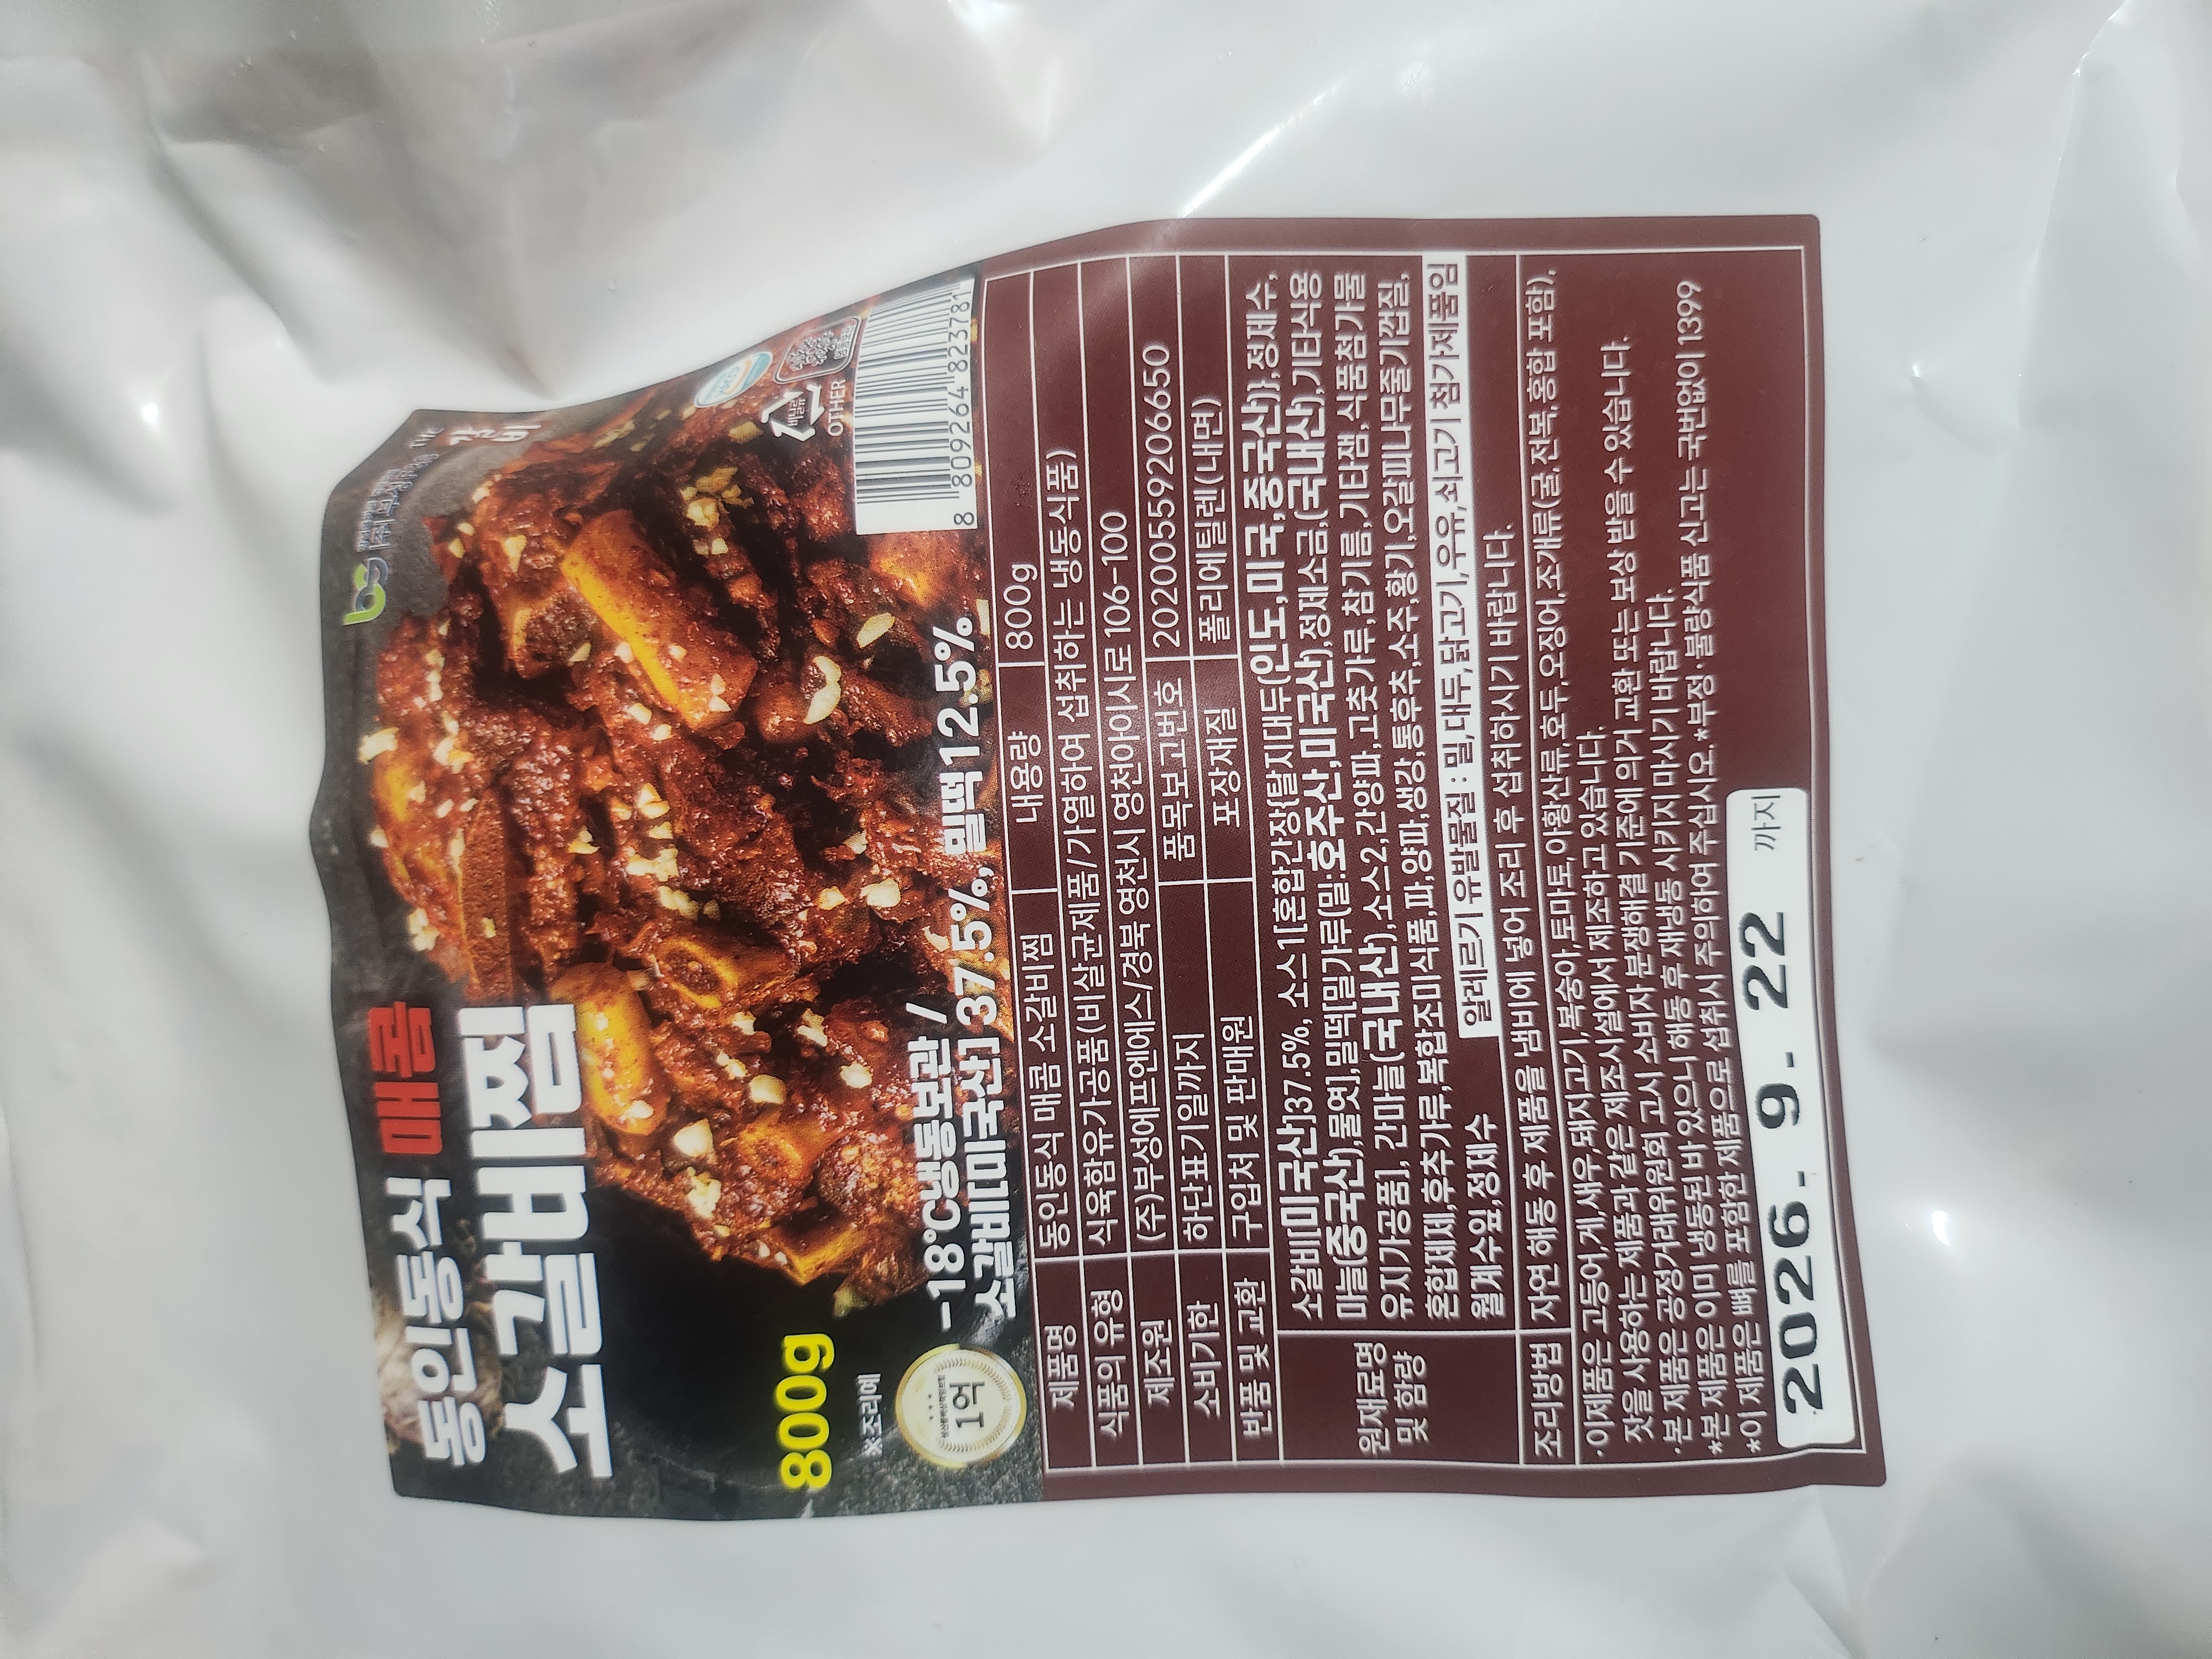 동인동식 매콤
소갈비찜
THE
갈비
비닐류
OTHER
8 809264 823781
800g
※조리예
1억
-18℃냉동보관 /
소갈비[미국산] 37.5%, 밀떡12.5%
제품명 동인동식 매콤 소갈비찜 내용량 800g
식품의 유형 식육함유가공품(비살균제품/가열하여 섭취하는 냉동식품)
제조원 (주)부성에프엔에스/경북 영천시 영천아이시로 106-100
소비기한 하단표기일까지 품목보고번호 20200559206650
반품 및 교환 구입처 및 판매원 포장재질 폴리에틸렌(내면)
원재료명
및 함량
소갈비[미국산]37.5%, 소스1[혼합간장{탈지대두(인도,미국,중국산)},정제수,
마늘(중국산),물엿],밀떡[밀가루(밀:호주산,미국산),정제소금,(국내산),기타식용
유지가공품], 간마늘(국내산),소스2,간양파,고춧가루,참기름,기타잼,식품첨가물
혼합제제,후추가루,복합조미식품,파,양파,생강,통후추,소주,황기,오갈피나무줄기껍질,
월계수잎,정제수 알레르기 유발물질 : 밀,대두,닭고기,우유,쇠고기 첨가제품임
조리방법 자연 해동 후 제품을 냄비에 넣어 조리 후 섭취하시기 바랍니다.
·이제품은 고등어,게,새우,돼지고기,복숭아,토마토,아황산류,호두,오징어,조개류(굴,전복,홍합 포함),
잣을 사용하는 제품과 같은 제조시설에서 제조하고 있습니다.
·본 제품은 공정거래위원회 고시 소비자 분쟁해결 기준에 의거 교환 또는 보상 받을 수 있습니다.
*본 제품은 이미 냉동된 바 있으니 해동 후 재냉동 시키지 마시기 바랍니다.
*이 제품은 뼈를 포함한 제품으로 섭취시 주의하여 주십시오.*부정·불량식품 신고는 국번없이 1399
2026. 9. 22 까지